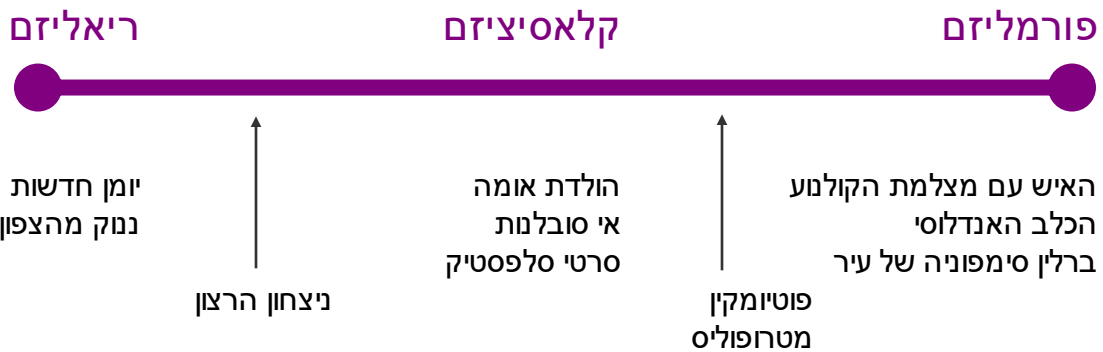 פורמליזם
קלאסיציזם
ריאליזם
האיש עם מצלמת הקולנוע
הכלב האנדלוסי
ברלין סימפוניה של עיר
פוטיומקין
מטרופוליס
הולדת אומה
אי סובלנות
סרטי סלפסטיק
ניצחון הרצון
יומן חדשות
ננוק מהצפון